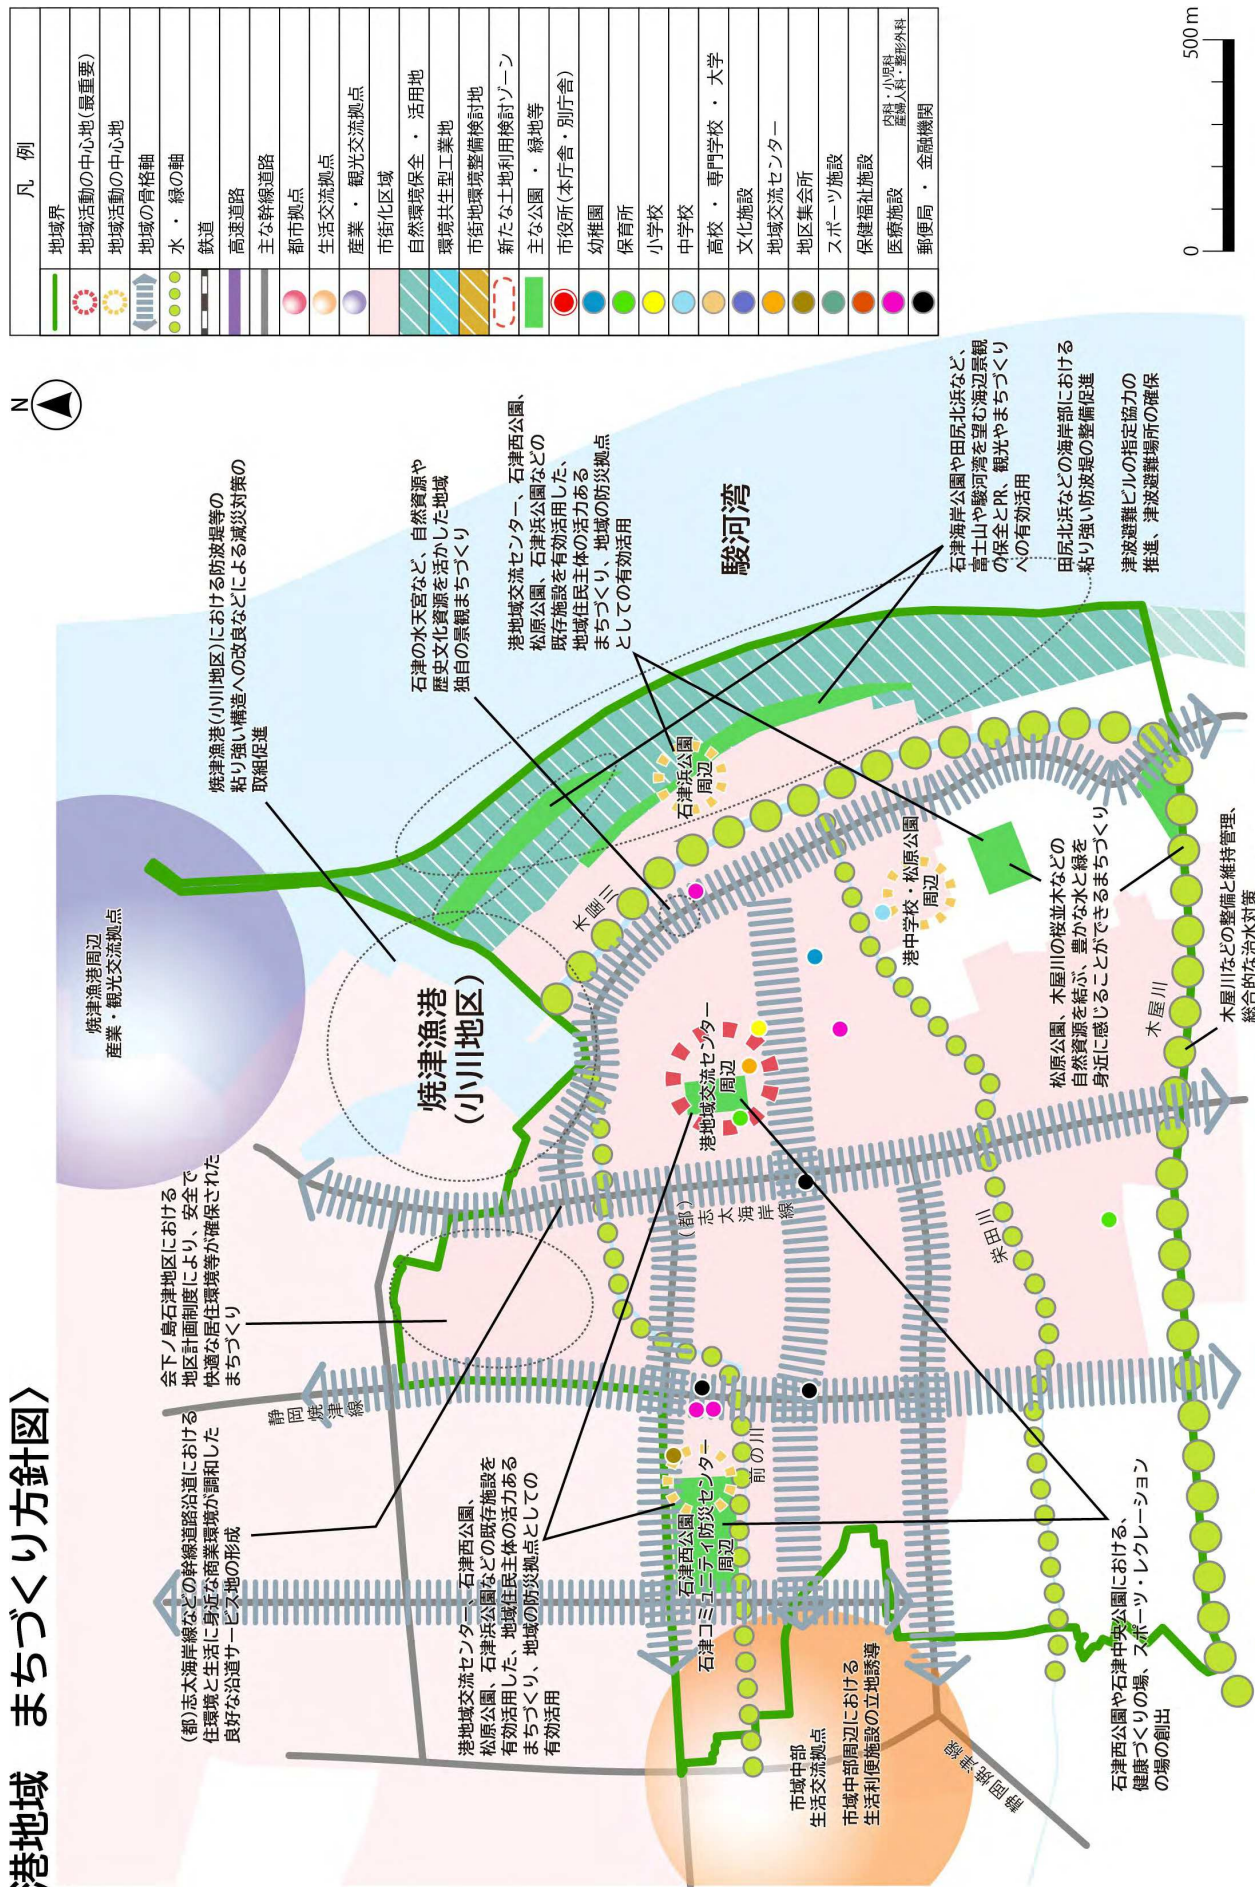 港地域　まちづくり方針図〉
凡 例
地域界
地域活動の中心地(最重要)
地域活動の中心地
地域の骨格軸
水 ・ 緑の軸
鉄道
高速道路
主な幹線道路
都市拠点
生活交流拠点
産業 ・ 観光交流拠点
市街化区域
自然環境保全 ・ 活用地
環境共生型工業地
市街地環境整備検討地
新たな土地利用検討ゾーン
主な公園 ・ 緑地等
市役所(本庁舎・別庁舎)
幼稚園
保育所
小学校
中学校
高校 ・ 専門学校 ・ 大学
文化施設
地域交流センター
地区集会所
スポーツ施設
保健福祉施設
医療施設
内科・小児科
産婦人科・整形外科
郵便局 ・ 金融機関
N
0
500m
焼津漁港周辺
産業・観光交流拠点
焼津漁港(小川地区)における防波堤等の
粘り強い構造への改良などによる減災対策の
取組促進
石津の水天宮など、自然資源や
歴史文化資源を活かした地域
独自の景観まちづくり
港地域交流センター、石津西公園、
松原公園、石津浜公園などの
既存施設を有効活用した、
地域住民主体の活力ある
まちづくり、地域の防災拠点
としての有効活用
駿河湾
石津海岸公園や田尻北浜など、
富士山や駿河湾を望む海辺景観
の保全とPR、観光やまちづくり
への有効活用
田尻北浜などの海岸部における
粘り強い防波堤の整備促進
津波避難ビルの指定協力の
推進、津波避難場所の確保
会下ノ島石津地区における
地区計画制度により、安全で
快適な居住環境等が確保された
まちづくり
焼津漁港
(小川地区)
木屋川
石津浜公園
周辺
港地域交流センター
周辺
港中学校・松原公園
周辺
(都)志太海岸線
栄田川
松原公園、木屋川の桜並木などの
自然資源を結ぶ、豊かな水と緑を
身近に感じることができるまちづくり
木屋川
木屋川などの整備と維持管理、
総合的な治水対策
(都)志太海岸線などの幹線道路沿道における
住環境と生活に身近な商業環境が調和した
良好な沿道サービス地の形成
静岡焼津線
港地域交流センター、石津西公園、
松原公園、石津浜公園などの既存施設を
有効活用した、地域住民主体の活力ある
まちづくり、地域の防災拠点としての
有効活用
石津西公園
石津コミュニティ防災センター
周辺
前の川
市域中部
生活交流拠点
市域中部周辺における
生活利便施設の立地誘導
静岡焼津線
石津西公園や石津中央公園における、
健康づくりの場、スポーツ・レクレーション
の場の創出